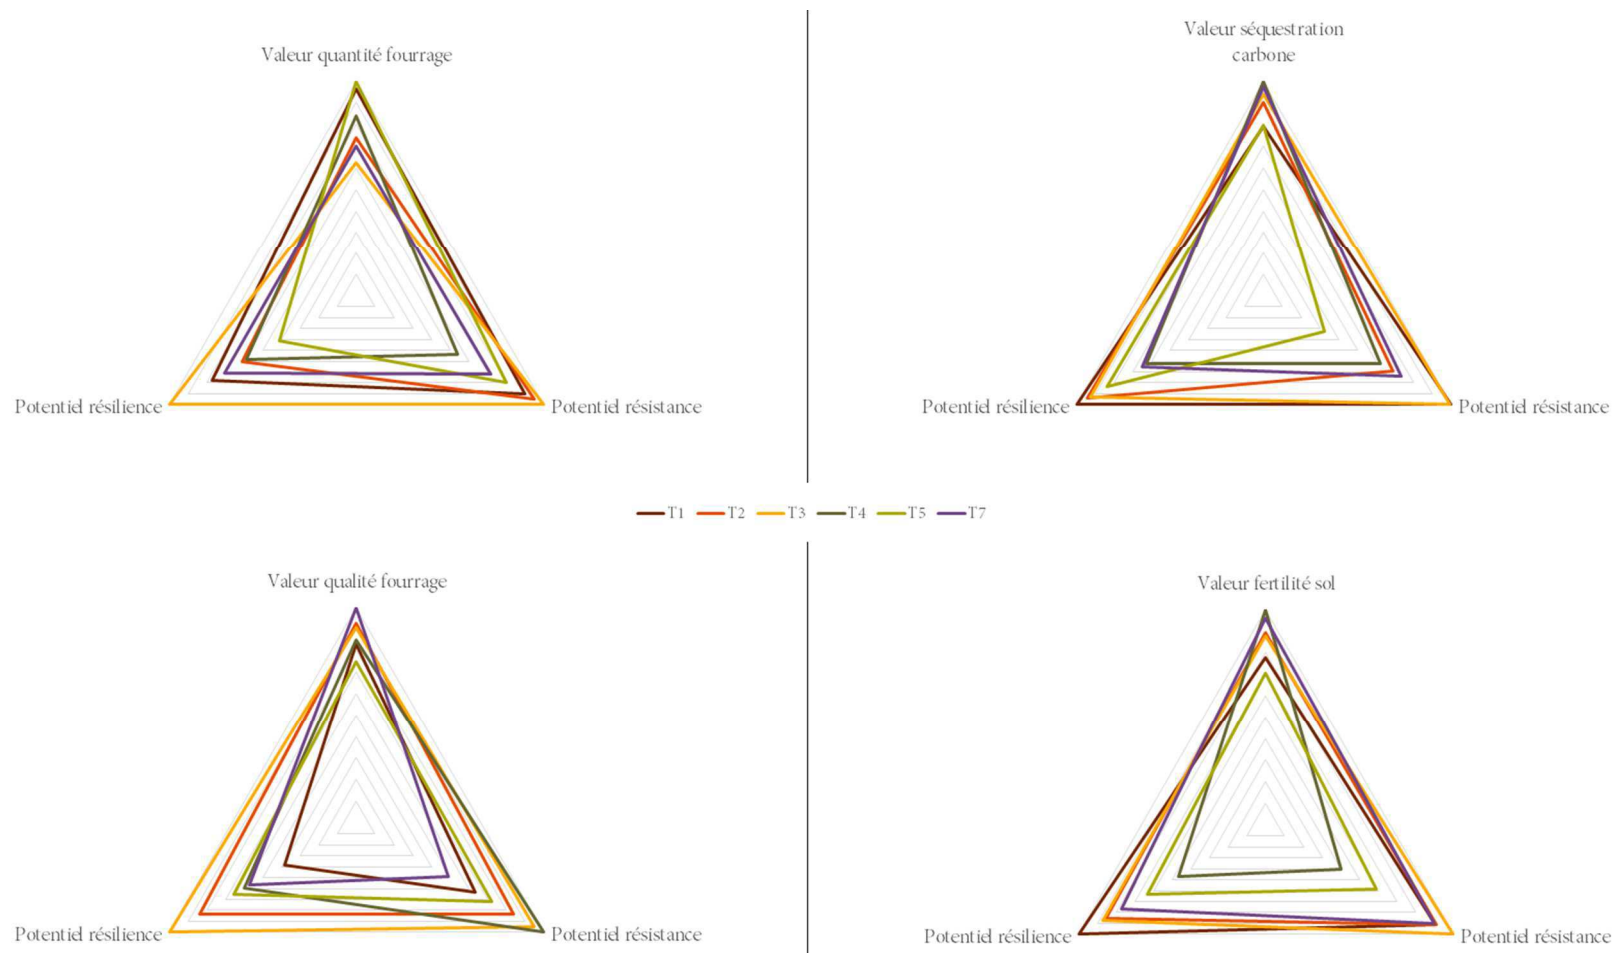 Valeur quantité fourrage
Potentiel résilience
Potentiel résistance
Valeur séquestration
carbone
Potentiel résilience
Potentiel résistance
T1 T2 T3 T4 T5 T7
Valeur qualité fourrage
Potentiel résilience
Potentiel résistance
Valeur fertilité sol
Potentiel résilience
Potentiel résistance